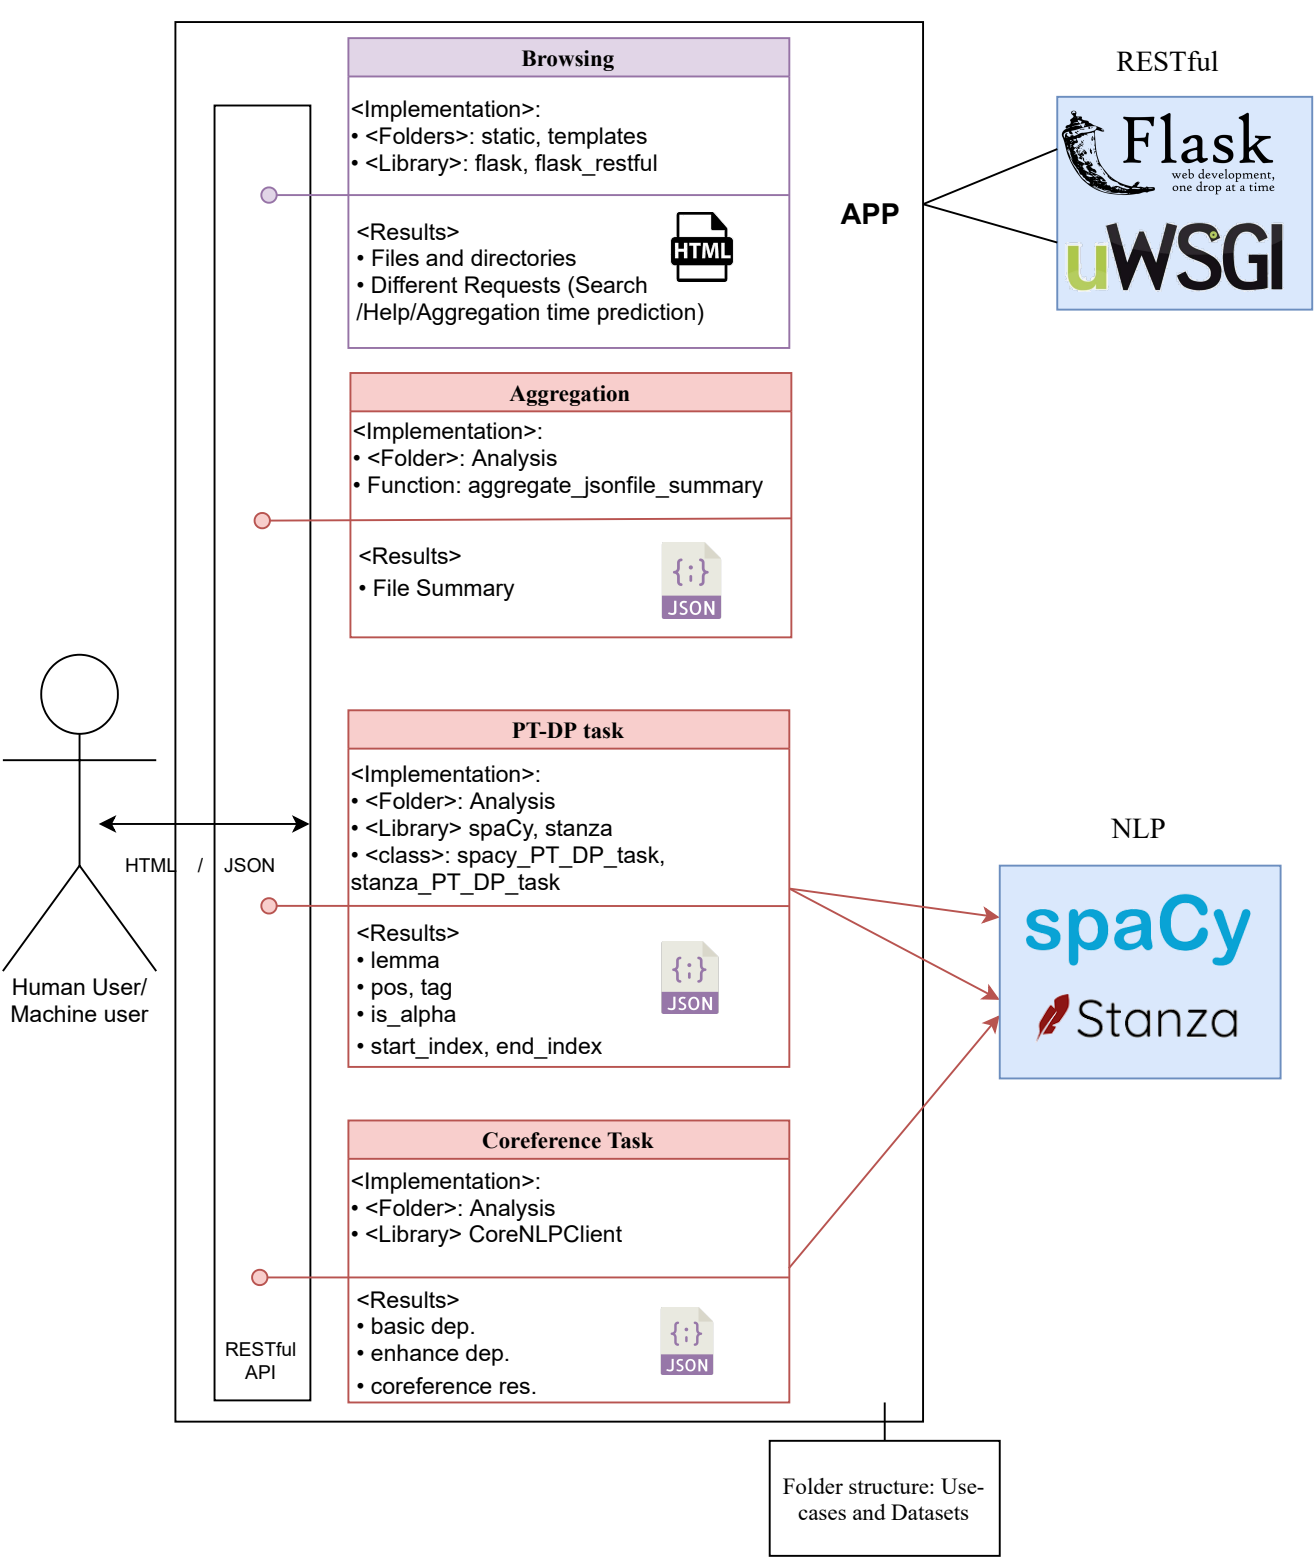 Browsing
<Implementation>:
• <Folders>: static, templates
• <Library>: flask, flask_restful
<Results>
• Files and directories
• Different Requests (Search
/Help/Aggregation time prediction)
HTML
APP
RESTful
Flask
web development,
one drop at a time
uWSGI
Aggregation
<Implementation>:
• <Folder>: Analysis
• Function: aggregate_jsonfile_summary
<Results>
• File Summary
{;}
JSON
Human User/
Machine user
HTML / JSON
PT-DP task
<Implementation>:
• <Folder>: Analysis
• <Library> spaCy, stanza
• <class>: spacy_PT_DP_task,
stanza_PT_DP_task
<Results>
• lemma
• pos, tag
• is_alpha
• start_index, end_index
{;}
JSON
NLP
spaCy
Stanza
Coreference Task
<Implementation>:
• <Folder>: Analysis
• <Library> CoreNLPClient
<Results>
• basic dep.
• enhance dep.
• coreference res.
{;}
JSON
RESTful
API
Folder structure: Use-
cases and Datasets